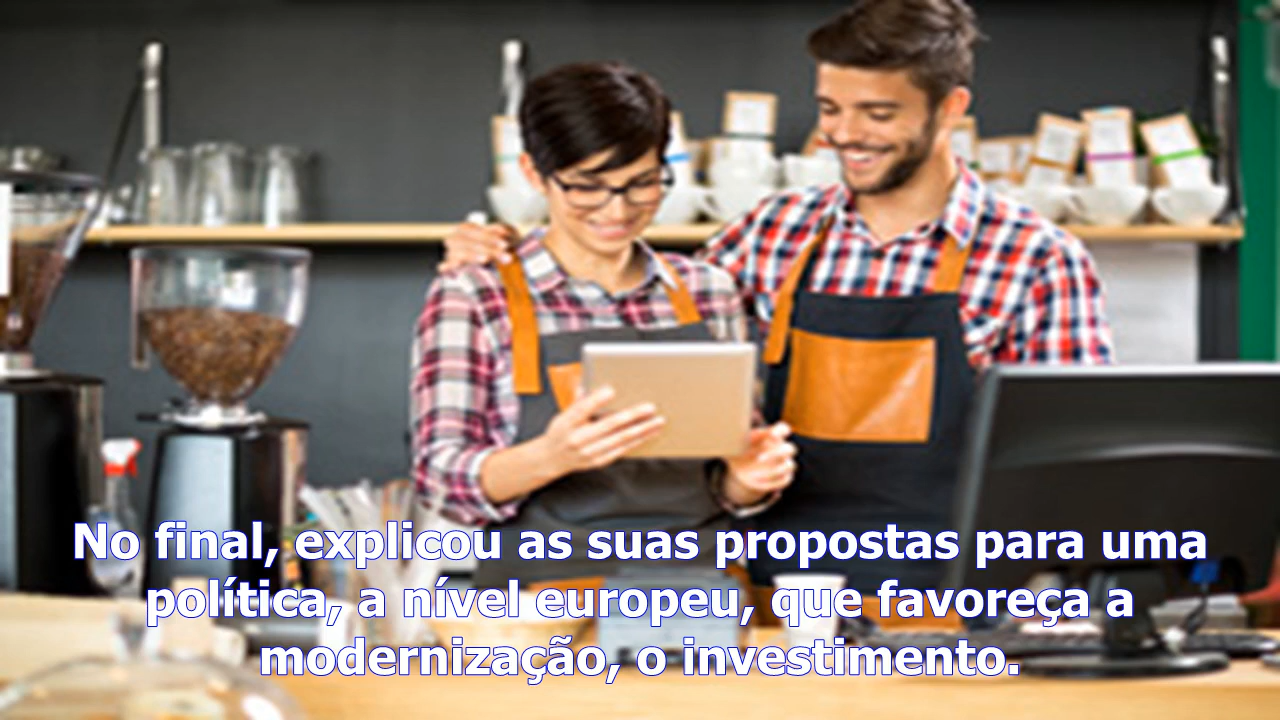 No final, explicou as suas propostas para uma
política, a nível europeu, que favoreça a
modernização, o investimento.